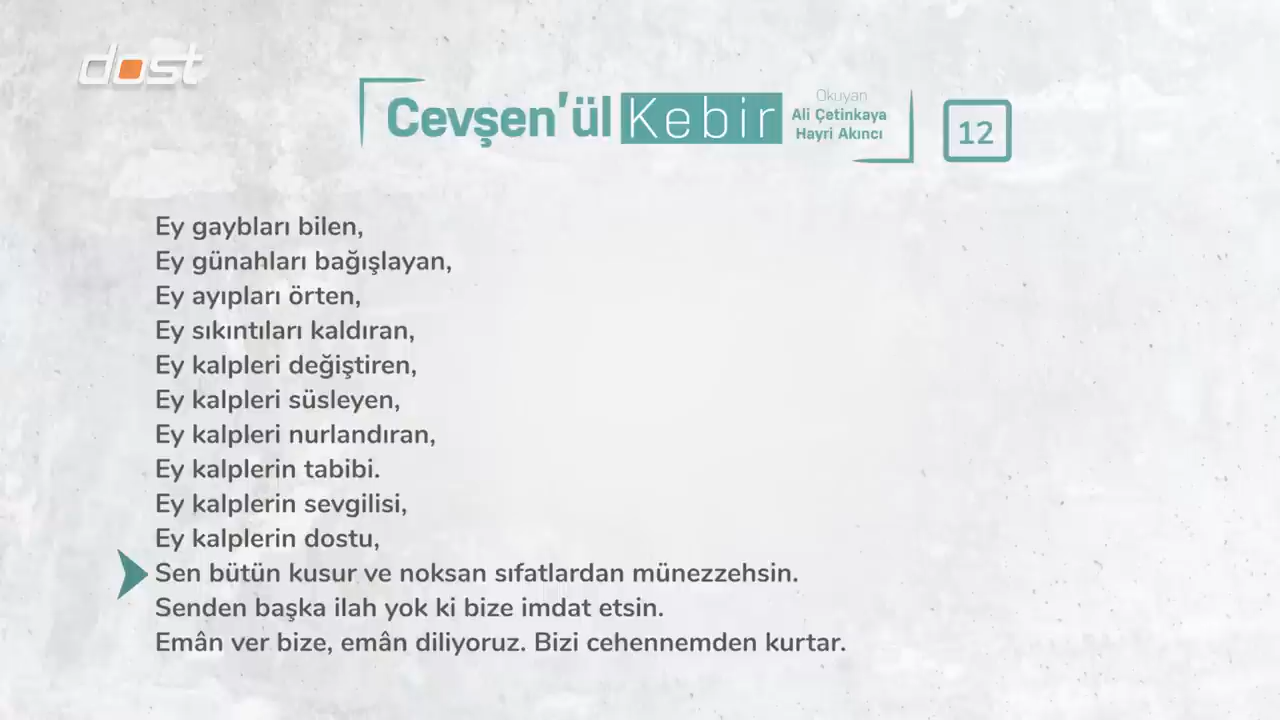 dost
Cevşen'ül Kebir
Okuyan
Ali Çetinkaya
Hayri Akıncı
12
Ey gaybları bilen,
Ey günahları bağışlayan,
Ey ayıpları örten,
Ey sıkıntıları kaldıran,
Ey kalpleri değiştiren,
Ey kalpleri süsleyen,
Ey kalpleri nurlandıran,
Ey kalplerin tabibi.
Ey kalplerin sevgilisi,
Ey kalplerin dostu,
Sen bütün kusur ve noksan sıfatlardan münezzehsin.
Senden başka ilah yok ki bize imdat etsin.
Emân ver bize, emân diliyoruz. Bizi cehennemden kurtar.